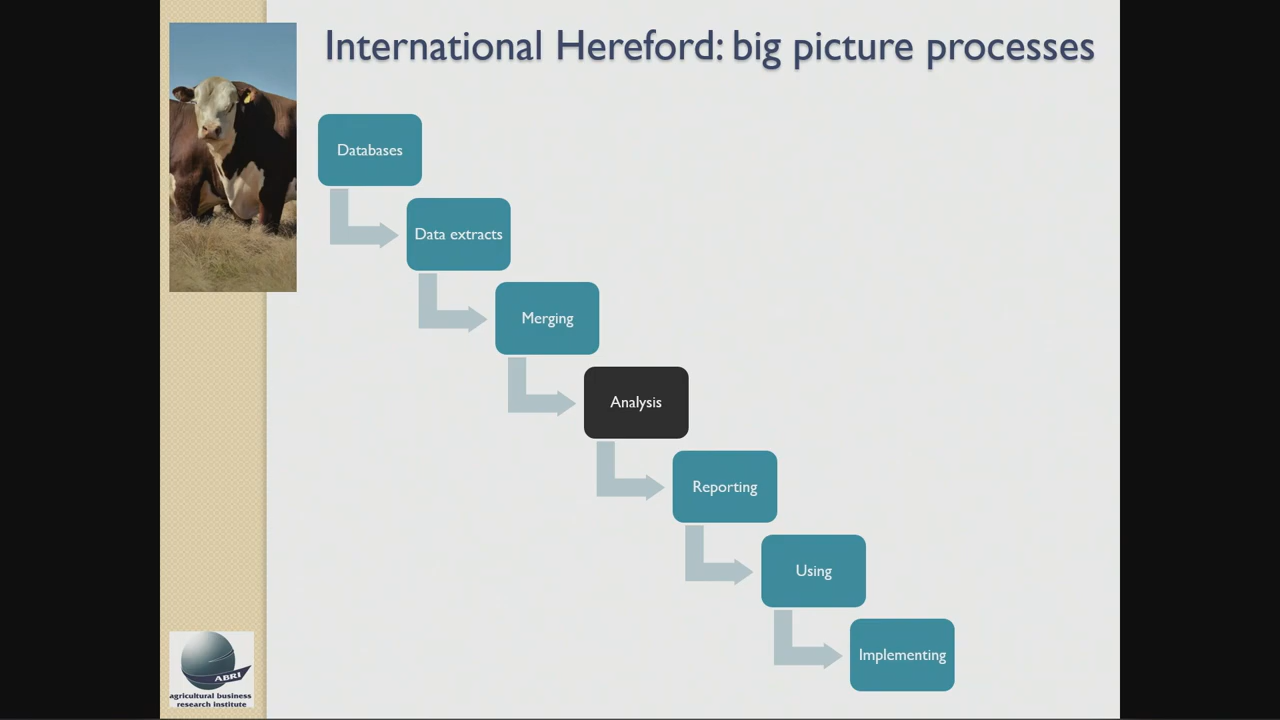 International Hereford: big picture processes
Databases
Data extracts
Merging
Analysis
Reporting
Using
Implementing
ABRI
agricultural business
research institute